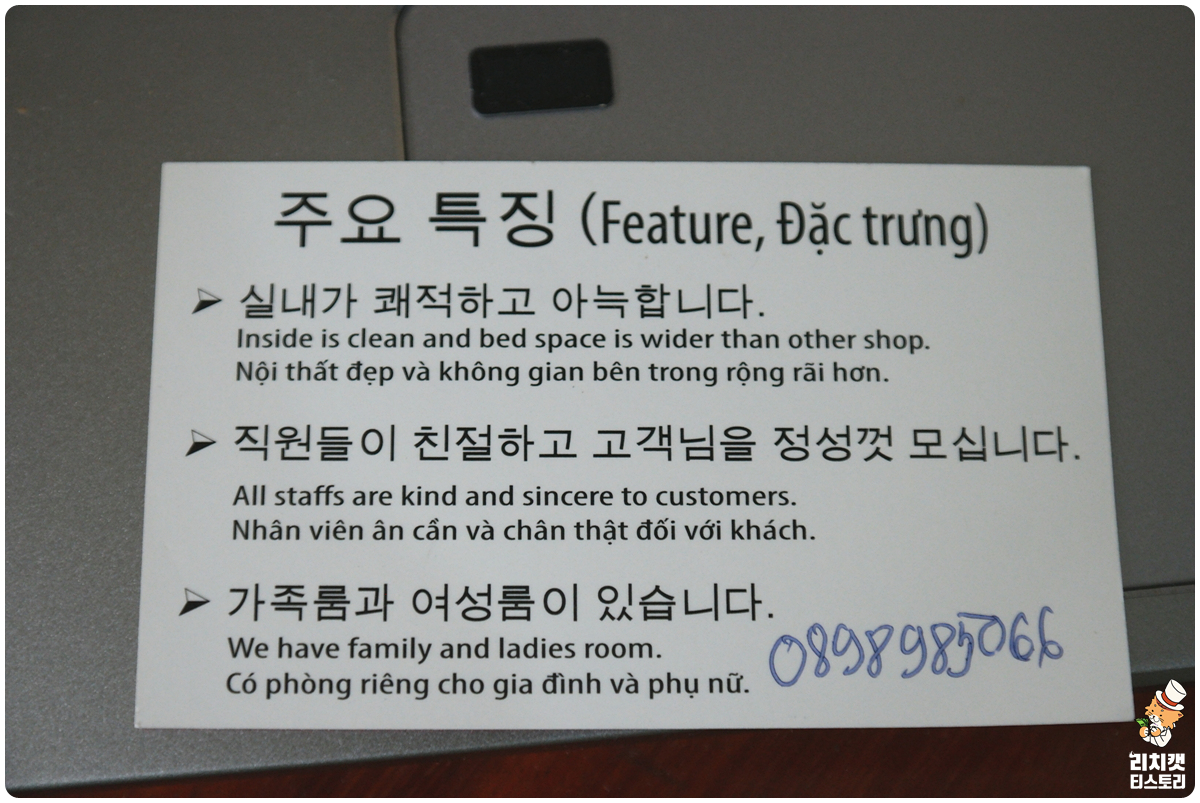 주요 특징 (Feature, Đặc trưng)
➢ 실내가 쾌적하고 아늑합니다.
Inside is clean and bed space is wider than other shop.
Nội thất đẹp và không gian bên trong rộng rãi hơn.
➢ 직원들이 친절하고 고객님을 정성껏 모십니다.
All staffs are kind and sincere to customers.
Nhân viên ân cần và chân thật đối với khách.
➢ 가족룸과 여성룸이 있습니다.
We have family and ladies room.
Có phòng riêng cho gia đình và phụ nữ.
0898985066
리치캣
티스토리